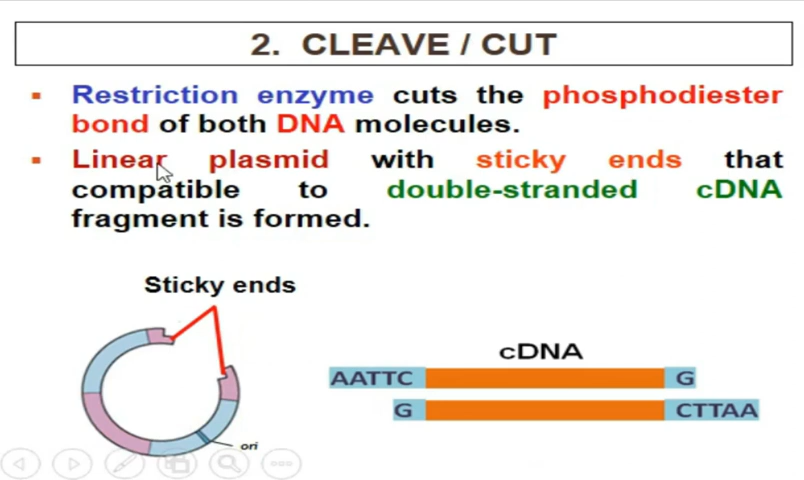 2. CLEAVE / CUT
▪ Restriction enzyme cuts the phosphodiester
bond of both DNA molecules.
▪ Linear plasmid with sticky ends that
compatible to double-stranded cDNA
fragment is formed.
Sticky ends
cDNA
AATTC G
G CTTAA
ori